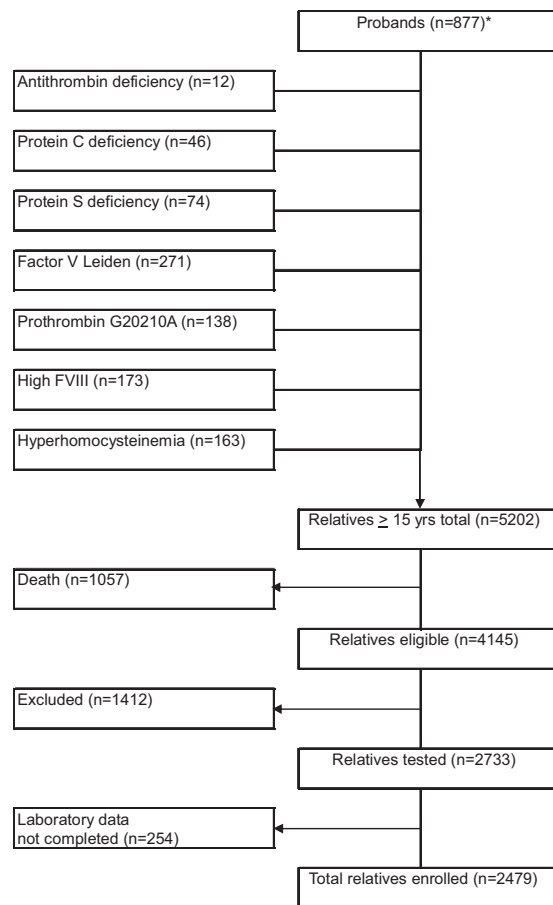 Probands (n=877)*
Antithrombin deficiency (n=12)
Protein C deficiency (n=46)
Protein S deficiency (n=74)
Factor V Leiden (n=271)
Prothrombin G20210A (n=138)
High FVIII (n=173)
Hyperhomocysteinemia (n=163)
Relatives ≥ 15 yrs total (n=5202)
Death (n=1057)
Relatives eligible (n=4145)
Excluded (n=1412)
Relatives tested (n=2733)
Laboratory data
not completed (n=254)
Total relatives enrolled (n=2479)